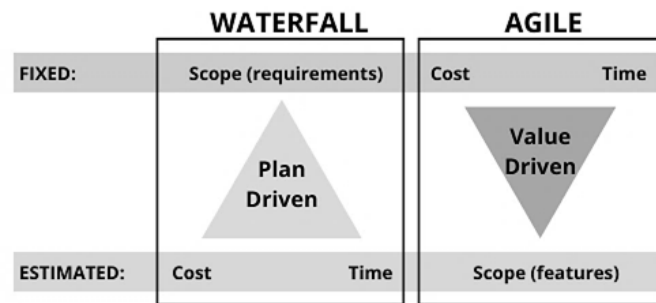 WATERFALL AGILE
FIXED: Scope (requirements) Cost Time
Plan
Driven
Value
Driven
ESTIMATED: Cost Time Scope (features)